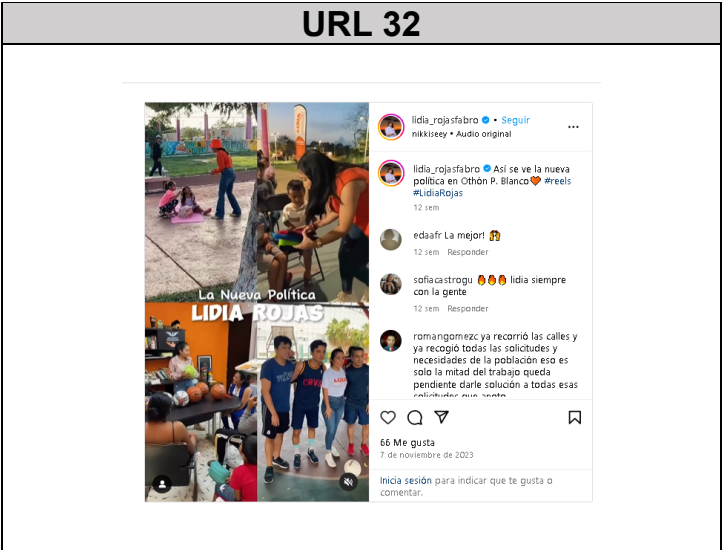 URL 32
lidia_rojasfabro • Seguir
nikkiseey • Audio original
lidia_rojasfabro Así se ve la nueva
política en Othón P. Blanco🧡 #reels
#LidiaRojas
12 sem
edaafr La mejor! 🙌
12 sem Responder
sofiacastrogu 🔥🔥🔥 lidia siempre
con la gente
12 sem Responder
romangomezc ya recorrió las calles y
ya recogió todas las solicitudes y
necesidades de la población eso es
solo la mitad del trabajo queda
pendiente darle solución a todas esas
solicitudes que anoto
La Nueva Política
LIDIA ROJAS
66 Me gusta
7 de noviembre de 2023
Inicia sesión para indicar que te gusta o
comentar.